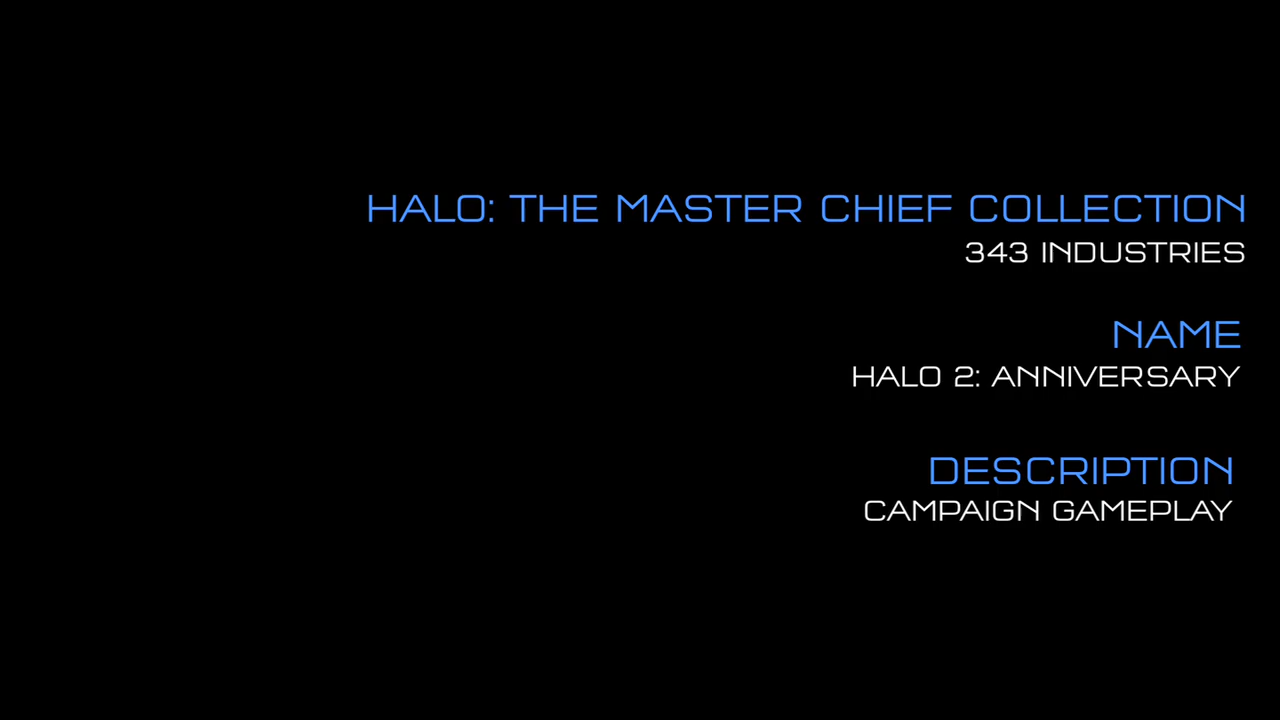 HALO: THE MASTER CHIEF COLLECTION
343 INDUSTRIES
NAME
HALO 2: ANNIVERSARY
DESCRIPTION
CAMPAIGN GAMEPLAY